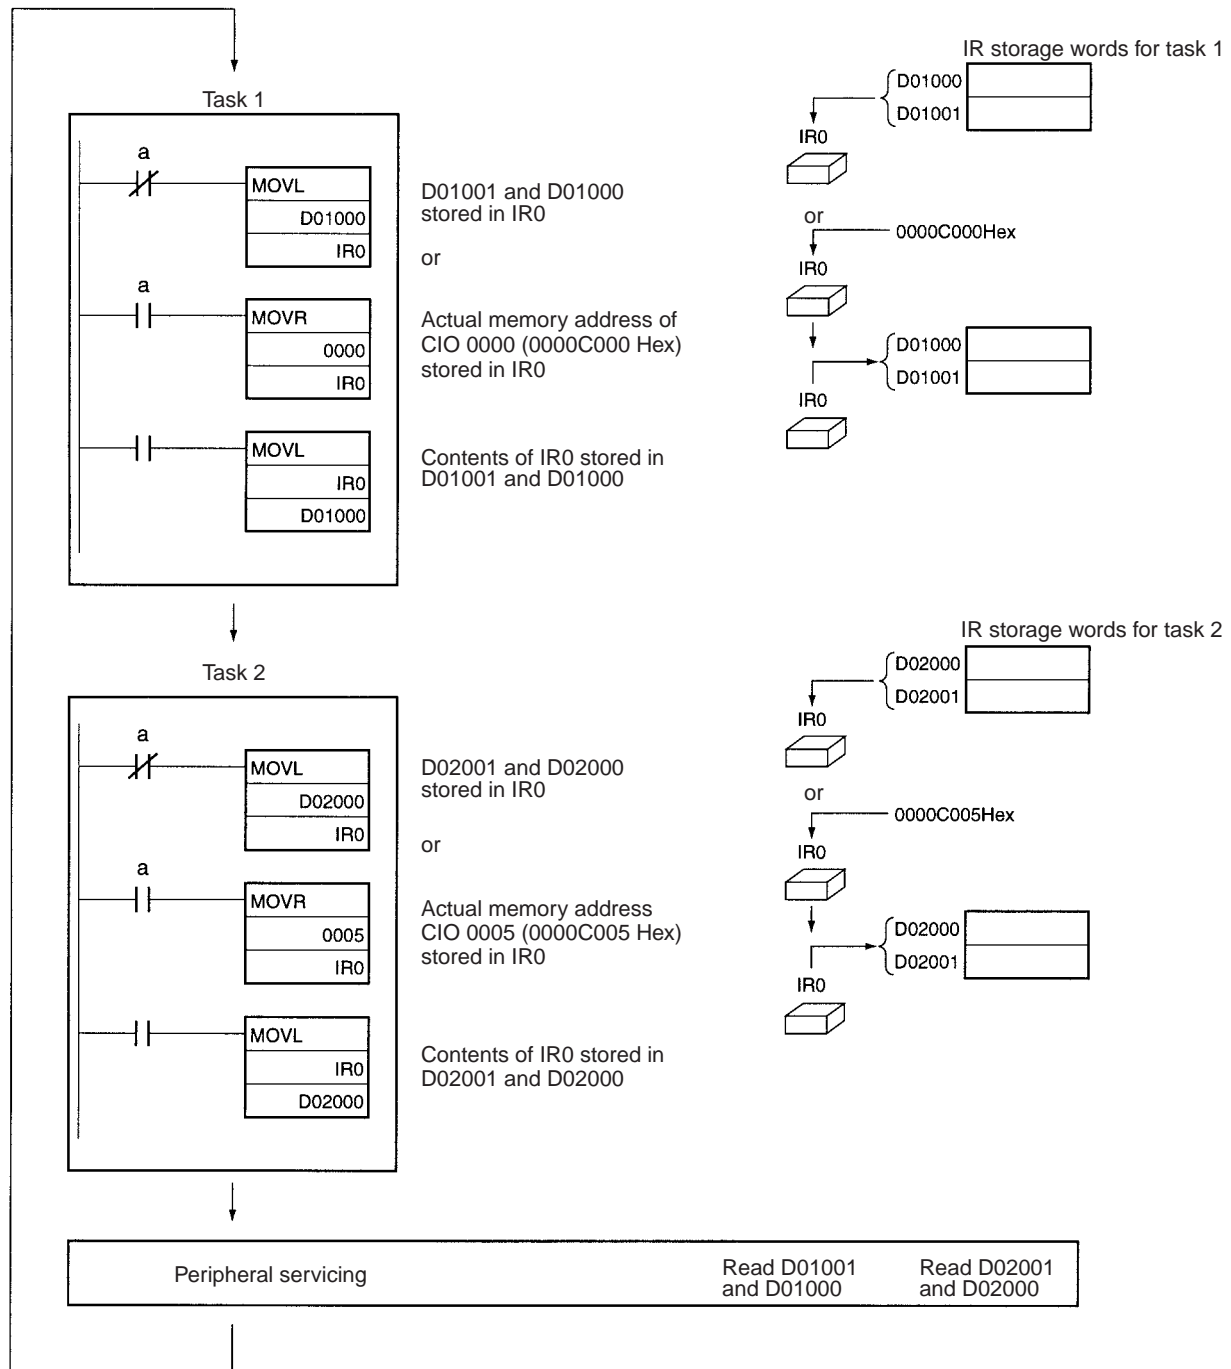 IR storage words for task 1
D01000
D01001
IR0
or
0000C000Hex
IR0
D01000
D01001
IR0
Task 1
a
MOVL
D01000
IR0
D01001 and D01000
stored in IR0
or
a
MOVR
0000
IR0
Actual memory address of
CIO 0000 (0000C000 Hex)
stored in IR0
MOVL
IR0
D01000
Contents of IR0 stored in
D01001 and D01000
IR storage words for task 2
D02000
D02001
IR0
or
0000C005Hex
IR0
D02000
D02001
IR0
Task 2
a
MOVL
D02000
IR0
D02001 and D02000
stored in IR0
or
a
MOVR
0005
IR0
Actual memory address
CIO 0005 (0000C005 Hex)
stored in IR0
MOVL
IR0
D02000
Contents of IR0 stored in
D02001 and D02000
Peripheral servicing
Read D01001
and D01000
Read D02001
and D02000